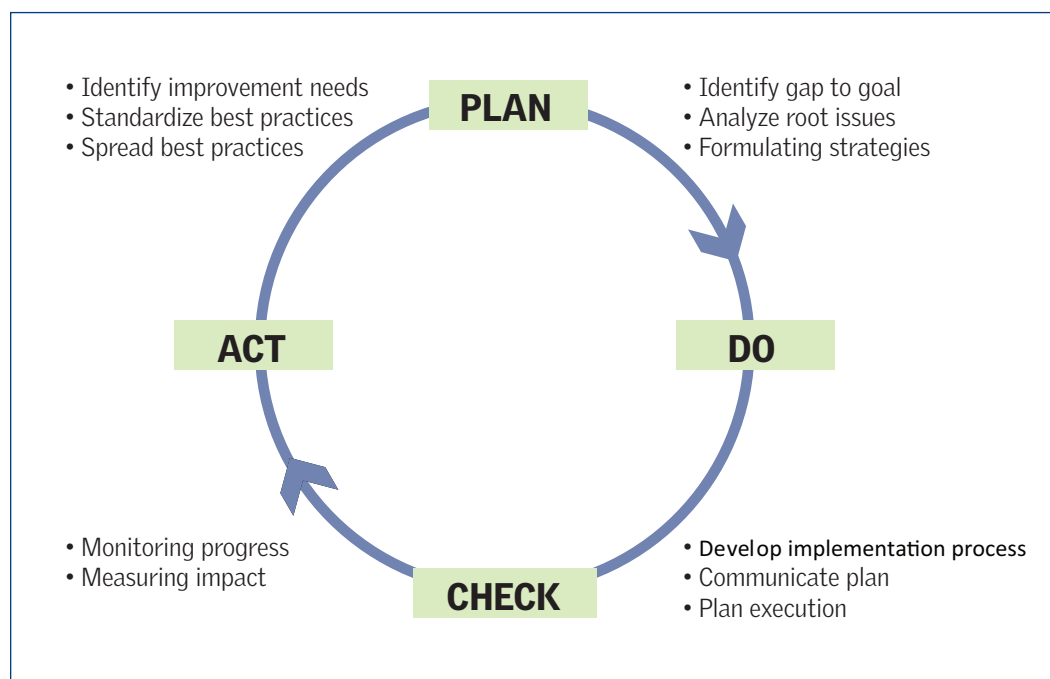 PLAN
• Identify gap to goal
• Analyze root issues
• Formulating strategies
DO
• Develop implementation process
• Communicate plan
• Plan execution
CHECK
• Monitoring progress
• Measuring impact
ACT
• Identify improvement needs
• Standardize best practices
• Spread best practices